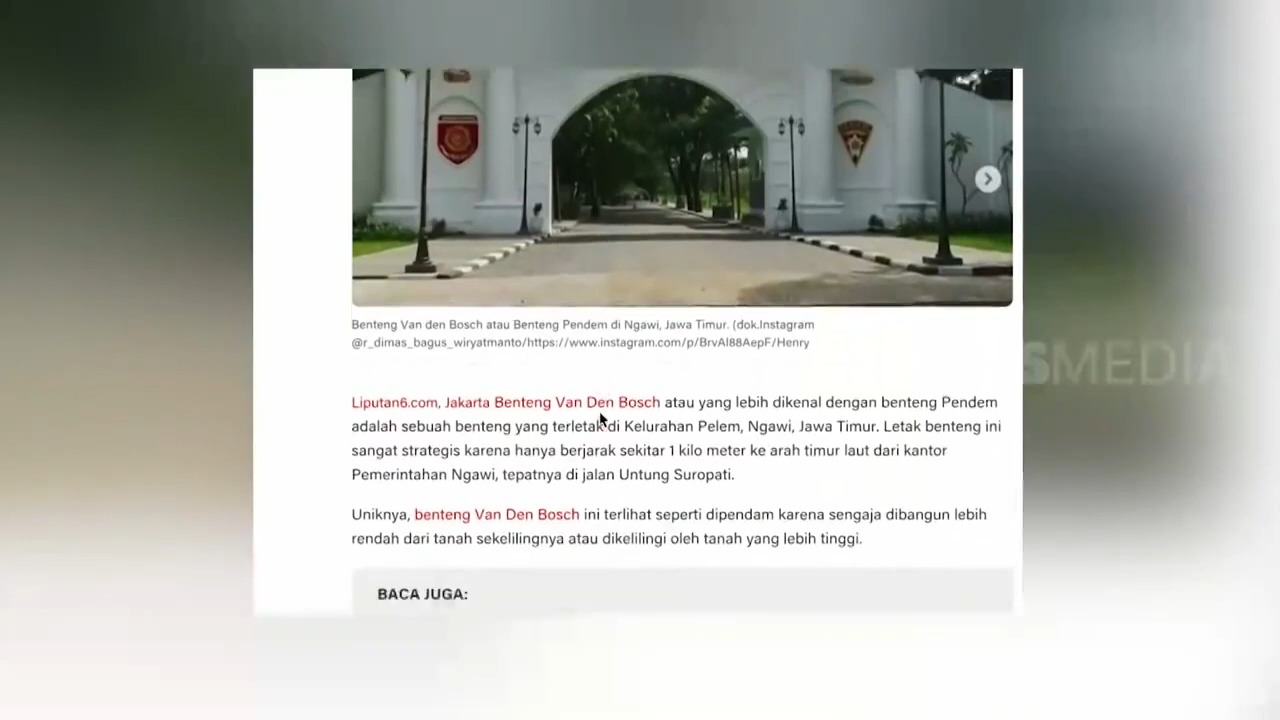 Benteng Van den Bosch atau Benteng Pendem di Ngawi, Jawa Timur. (dok.Instagram
@r_dimas_bagus_wiryatmanto/https://www.instagram.com/p/BrvAl88AepF/Henry
Liputan6.com, Jakarta Benteng Van Den Bosch atau yang lebih dikenal dengan benteng Pendem
adalah sebuah benteng yang terletak di Kelurahan Pelem, Ngawi, Jawa Timur. Letak benteng ini
sangat strategis karena hanya berjarak sekitar 1 kilo meter ke arah timur laut dari kantor
Pemerintahan Ngawi, tepatnya di jalan Untung Suropati.
Uniknya, benteng Van Den Bosch ini terlihat seperti dipendam karena sengaja dibangun lebih
rendah dari tanah sekelilingnya atau dikelilingi oleh tanah yang lebih tinggi.
BACA JUGA:
SMEDIA